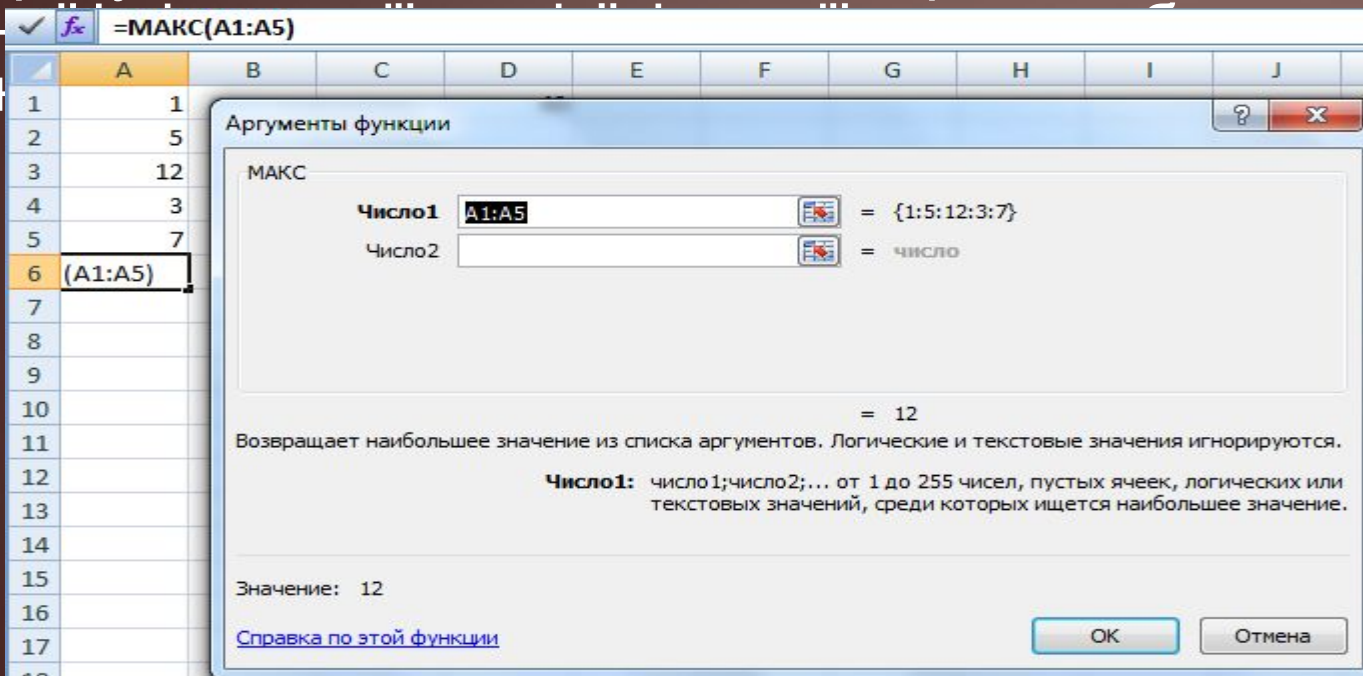 =МАКС(A1:A5)
A B C D E F G H I J
1 1
2 5
3 12
4 3
5 7
6 (A1:A5)
7
8
9
10
11
12
13
14
15
16
17
Аргументы функции
МАКС
Число1 A1:A5 = {1:5:12:3:7}
Число2 = число
= 12
Возвращает наибольшее значение из списка аргументов. Логические и текстовые значения игнорируются.
Число1: число1;число2;... от 1 до 255 чисел, пустых ячеек, логических или
текстовых значений, среди которых ищется наибольшее значение.
Значение: 12
Справка по этой функции
OK Отмена